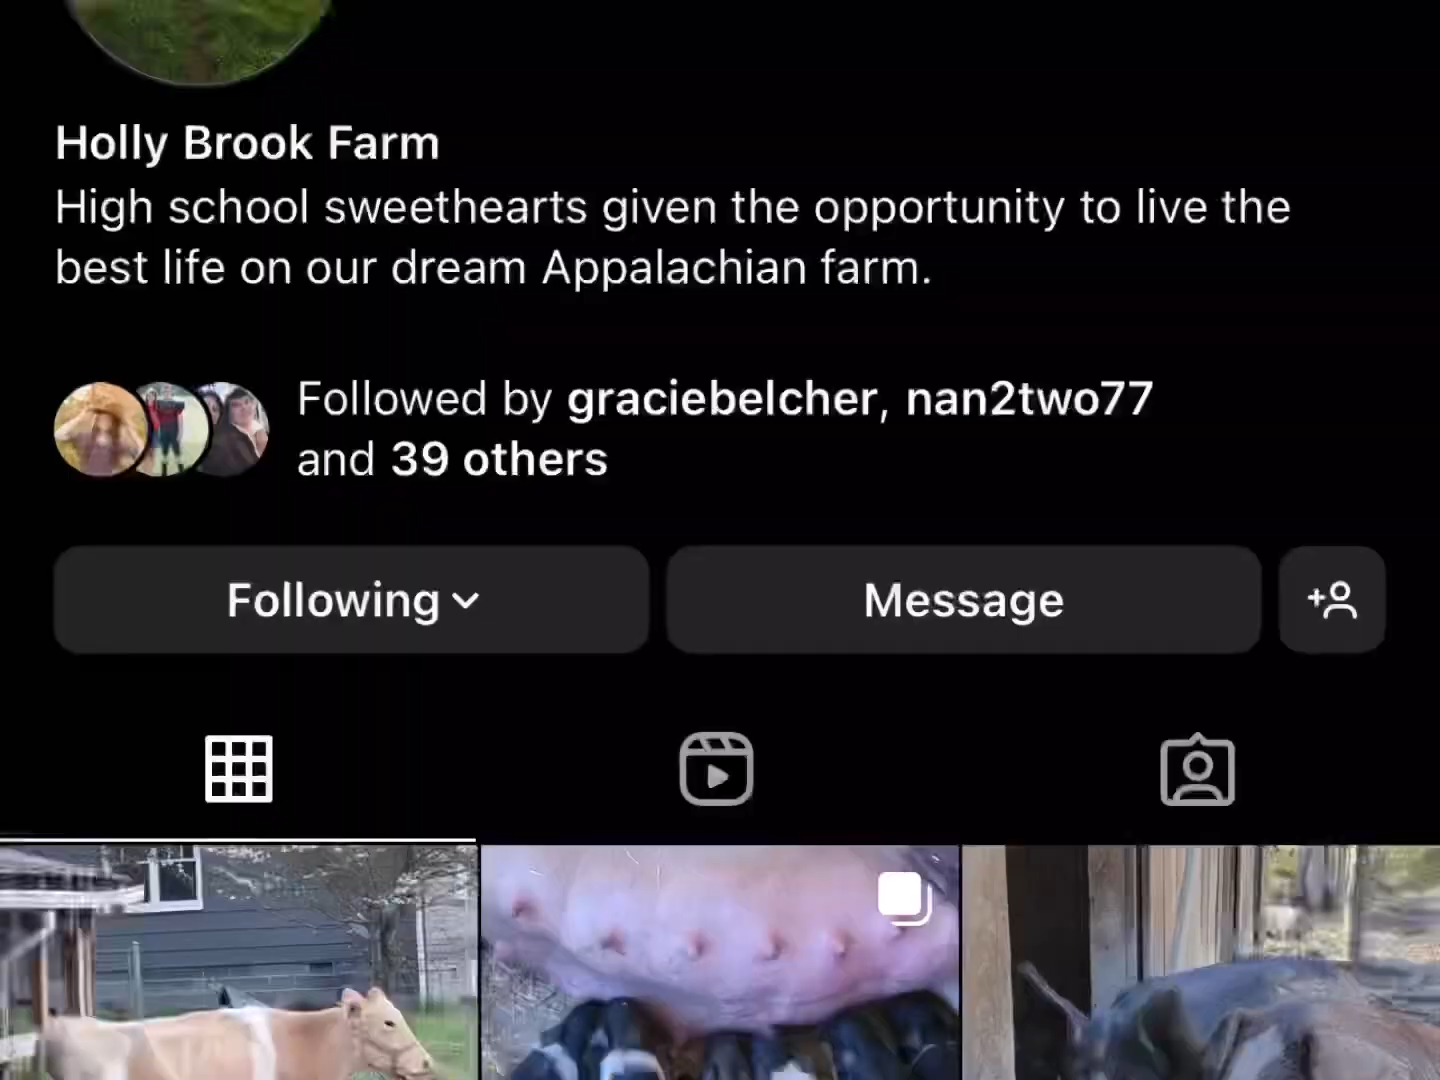 Holly Brook Farm
High school sweethearts given the opportunity to live the
best life on our dream Appalachian farm.
Followed by graciebelcher, nan2two77
and 39 others
Following
Message